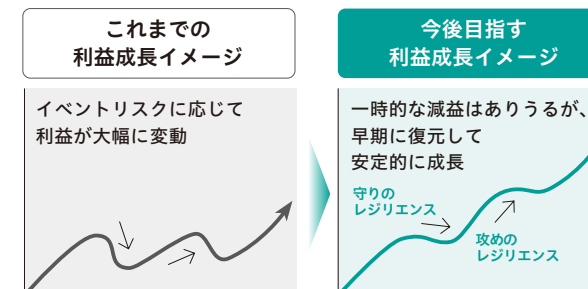 これまでの
利益成長イメージ
イベントリスクに応じて
利益が大幅に変動
今後目指す
利益成長イメージ
一時的な減益はありうるが、
早期に復元して
安定的に成長
守りの
レジリエンス
攻めの
レジリエンス